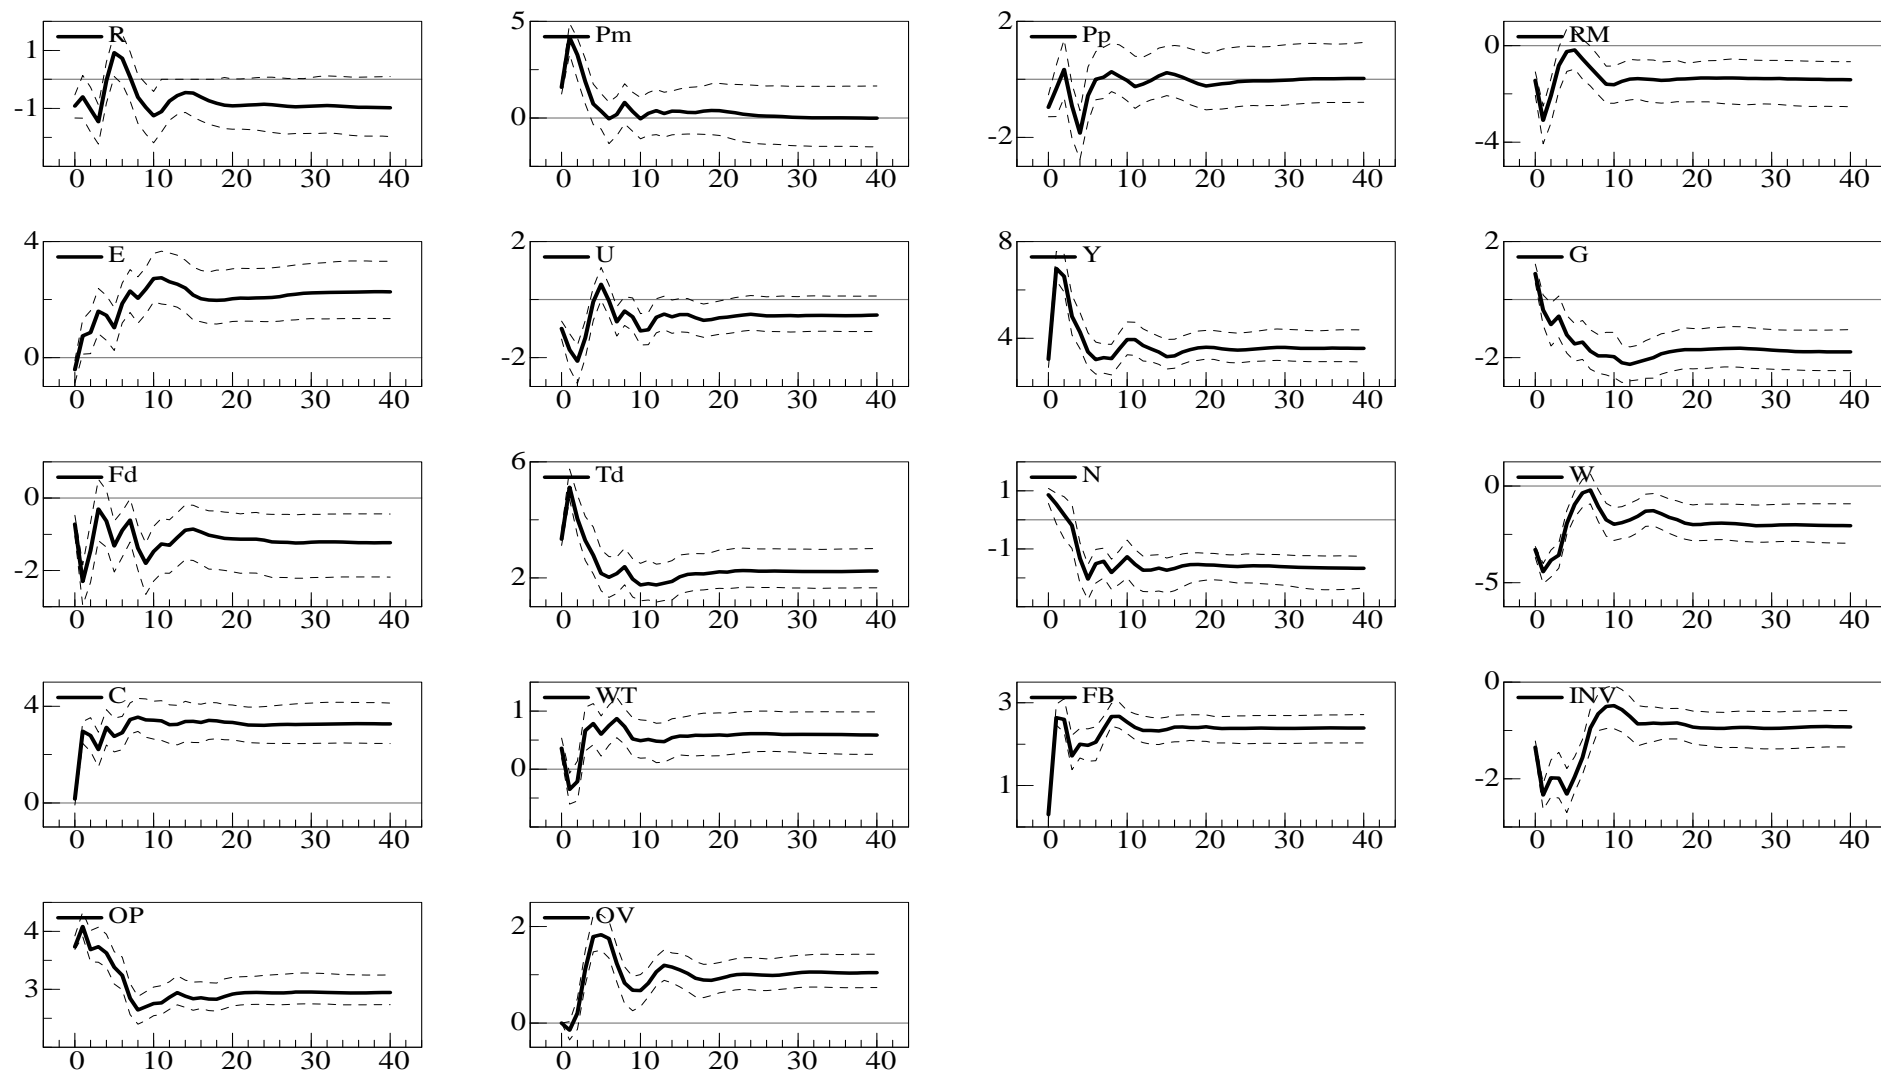 R Pm Pp RM
1 5 2 0
-1 0 -2 -4
0 10 20 30 40 0 10 20 30 40 0 10 20 30 40 0 10 20 30 40
E U Y G
4 2 8 2
0 -2 4 -2
0 10 20 30 40 0 10 20 30 40 0 10 20 30 40 0 10 20 30 40
Fd Td N W
0 6 1 0
-2 2 -1 -5
0 10 20 30 40 0 10 20 30 40 0 10 20 30 40 0 10 20 30 40
C WT FB INV
4 1 3 0
0 0 1 -2
0 10 20 30 40 0 10 20 30 40 0 10 20 30 40 0 10 20 30 40
OP OV
4 2
3 0
0 10 20 30 40 0 10 20 30 40